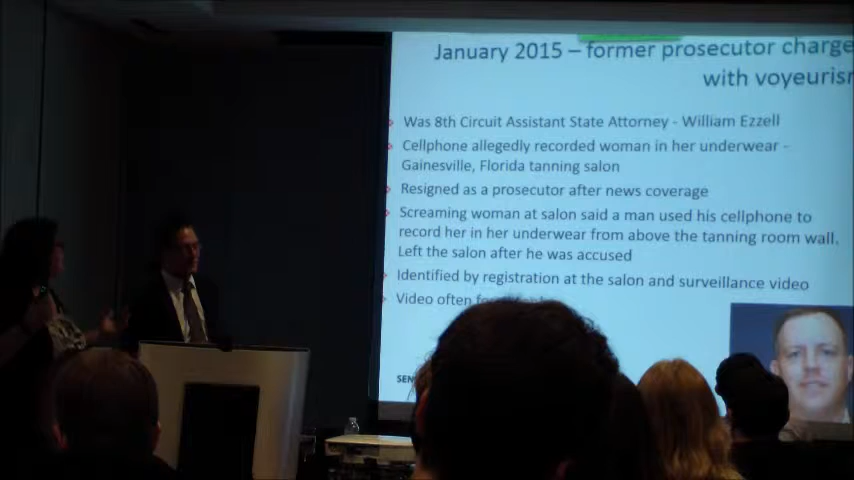 January 2015 – former prosecutor charge
with voyeuris
Was 8th Circuit Assistant State Attorney - William Ezzell
Cellphone allegedly recorded woman in her underwear -
Gainesville, Florida tanning salon
Resigned as a prosecutor after news coverage
Screaming woman at salon said a man used his cellphone to
record her in her underwear from above the tanning room wall.
Left the salon after he was accused
Identified by registration at the salon and surveillance video
Video often
SEN